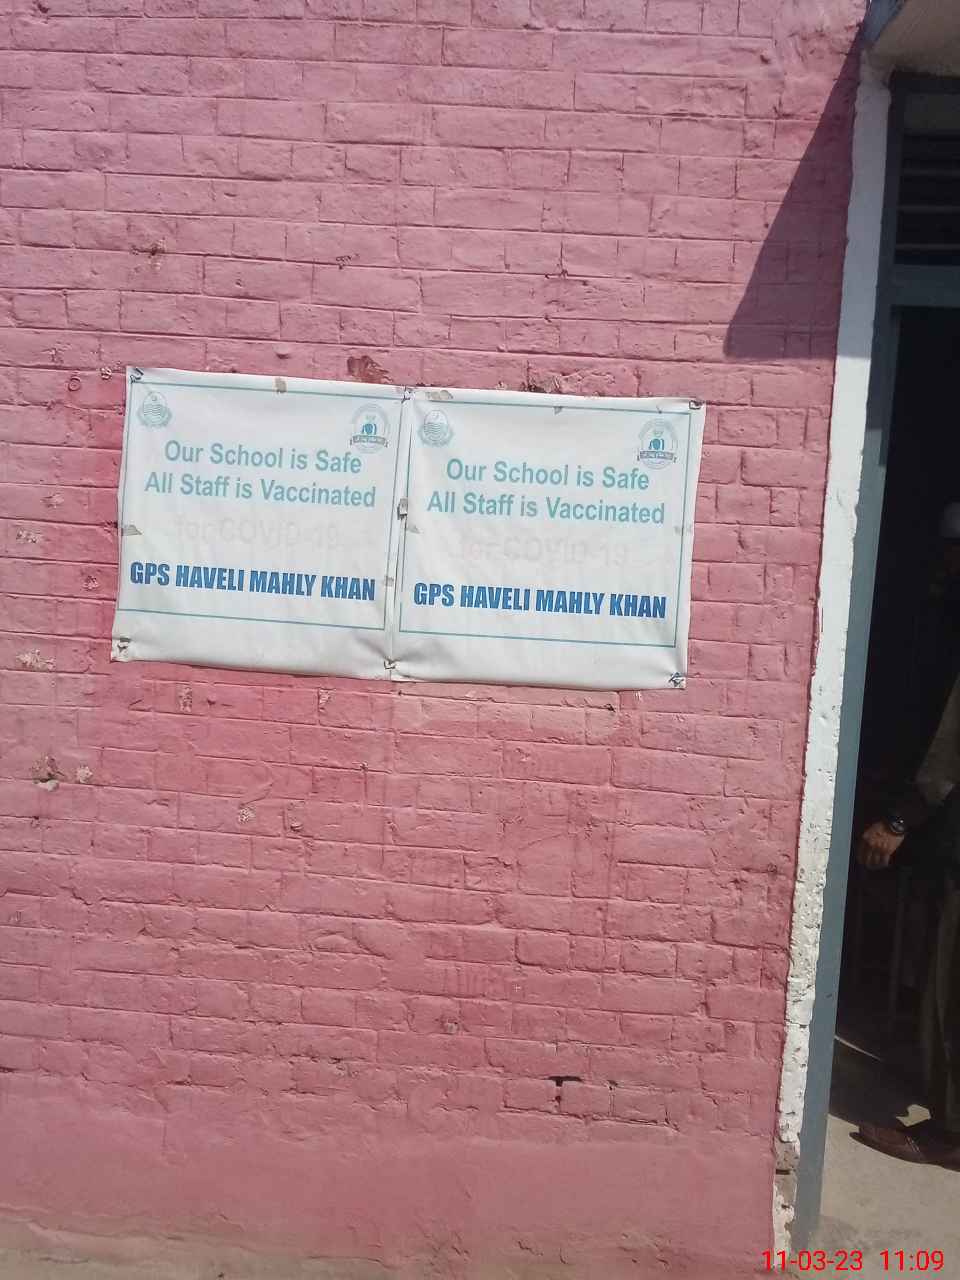 Our School is Safe
All Staff is Vaccinated
for COVID-19
GPS HAVELI MAHLY KHAN
Our School is Safe
All Staff is Vaccinated
for COVID-19
GPS HAVELI MAHLY KHAN
11-03-23 11:09